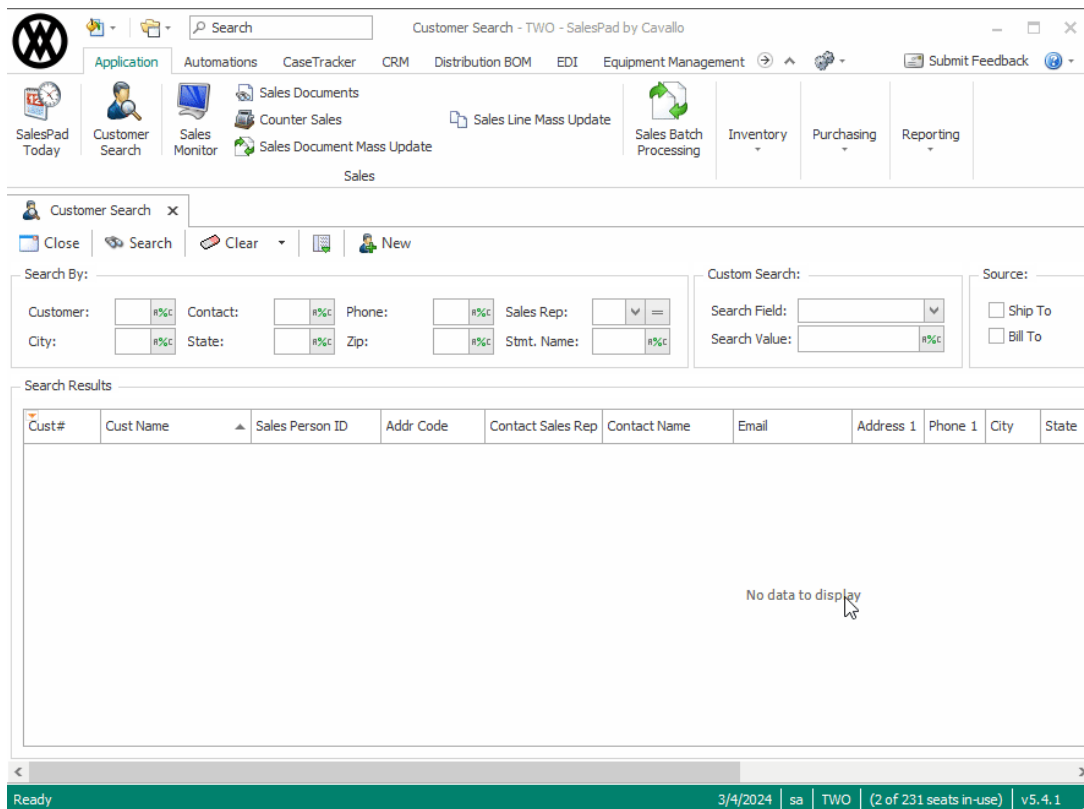 Search
Customer Search - TWO - SalesPad by Cavallo
Application Automations CaseTracker CRM Distribution BOM EDI Equipment Management Submit Feedback
SalesPad Today
Customer Search
Sales Monitor
Sales Documents
Counter Sales
Sales Document Mass Update
Sales Line Mass Update
Sales Batch Processing
Inventory
Purchasing
Reporting
Sales
Customer Search
Close Search Clear New
Search By: Custom Search: Source:
Customer: A%C Contact: A%C Phone: A%C Sales Rep: = Search Field: Ship To
City: A%C State: A%C Zip: A%C Stmt. Name: A%C Search Value: A%C Bill To
Search Results
Cust# Cust Name Sales Person ID Addr Code Contact Sales Rep Contact Name Email Address 1 Phone 1 City State
No data to display
Ready 3/4/2024 sa TWO (2 of 231 seats in-use) v5.4.1